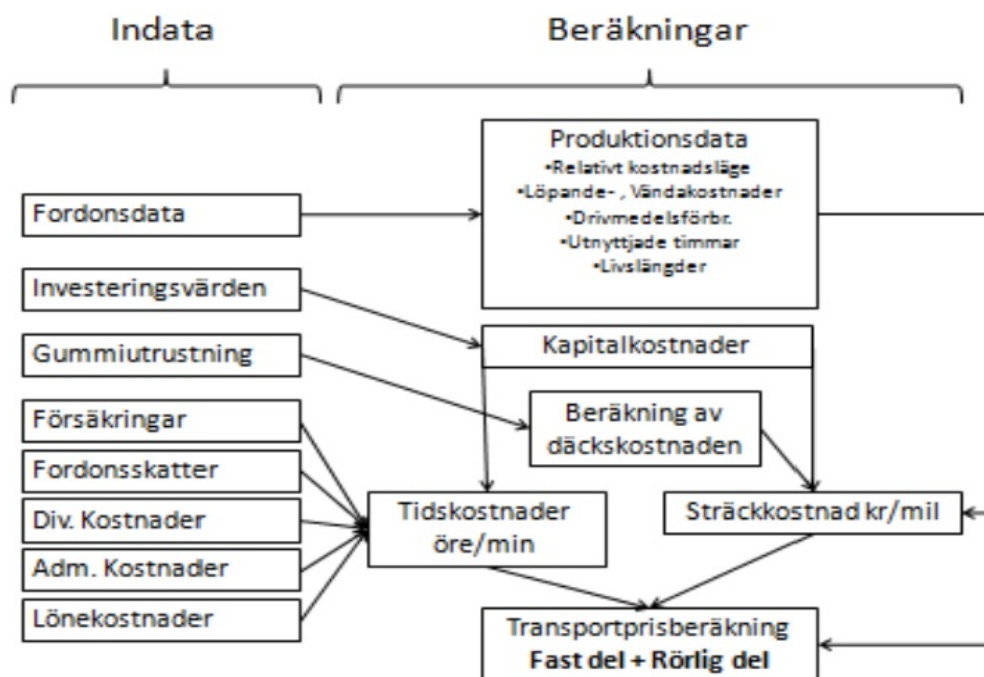 Indata
Beräkningar
Fordonsdata
Investeringsvärden
Gummiutrustning
Försäkringar
Fordonsskatter
Div. Kostnader
Adm. Kostnader
Lönekostnader
Produktionsdata
•Relativt kostnadsläge
•Löpande- , Vändakostnader
•Drivmedelsförbr.
•Utnyttjade timmar
•Livslängder
Kapitalkostnader
Beräkning av
däckskostnaden
Tidskostnader
öre/min
Sträckkostnad kr/mil
Transportprisberäkning
Fast del + Rörlig del